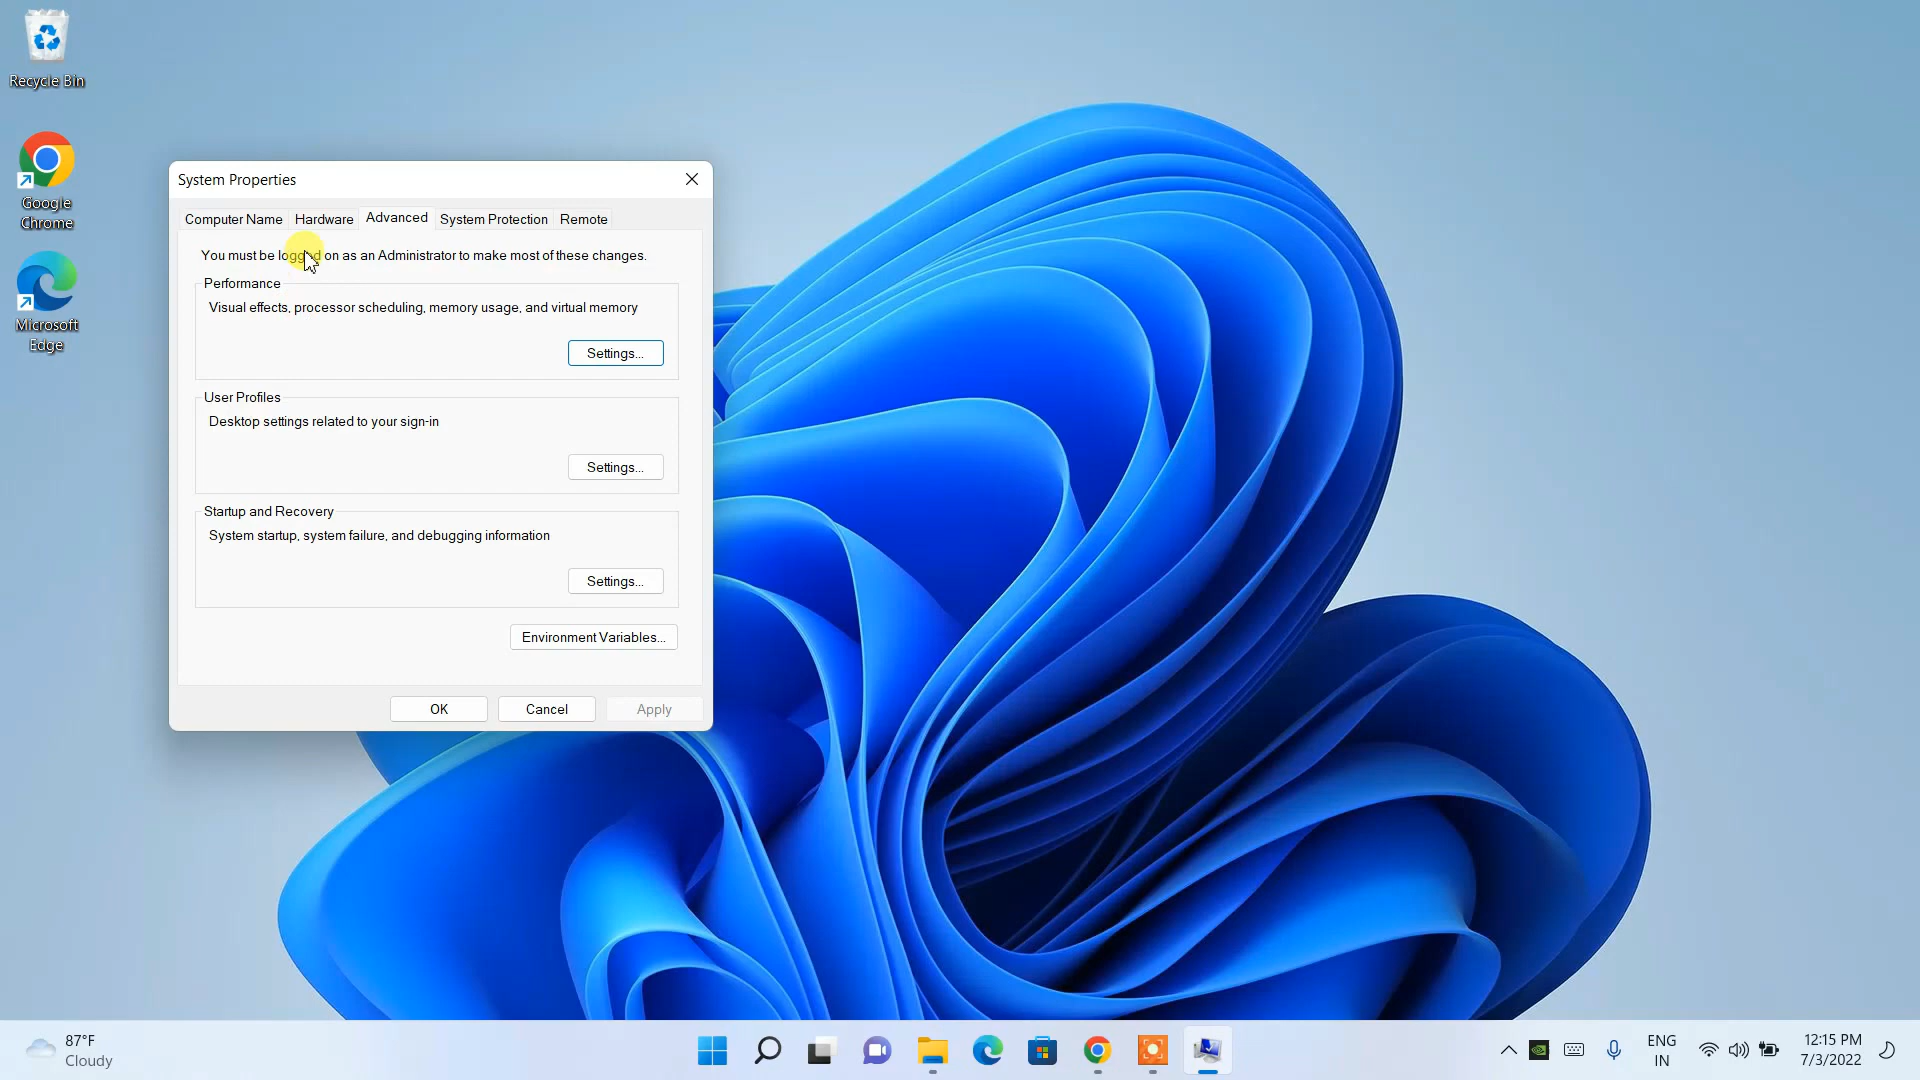 Recycle Bin
Google
Chrome
Microsoft
Edge
System Properties
Computer Name
Hardware
Advanced
System Protection
Remote
You must be logged on as an Administrator to make most of these changes.
Performance
Visual effects, processor scheduling, memory usage, and virtual memory
Settings...
User Profiles
Desktop settings related to your sign-in
Settings...
Startup and Recovery
System startup, system failure, and debugging information
Settings...
Environment Variables...
OK
Cancel
Apply
87°F
Cloudy
ENG
IN
12:15 PM
7/3/2022